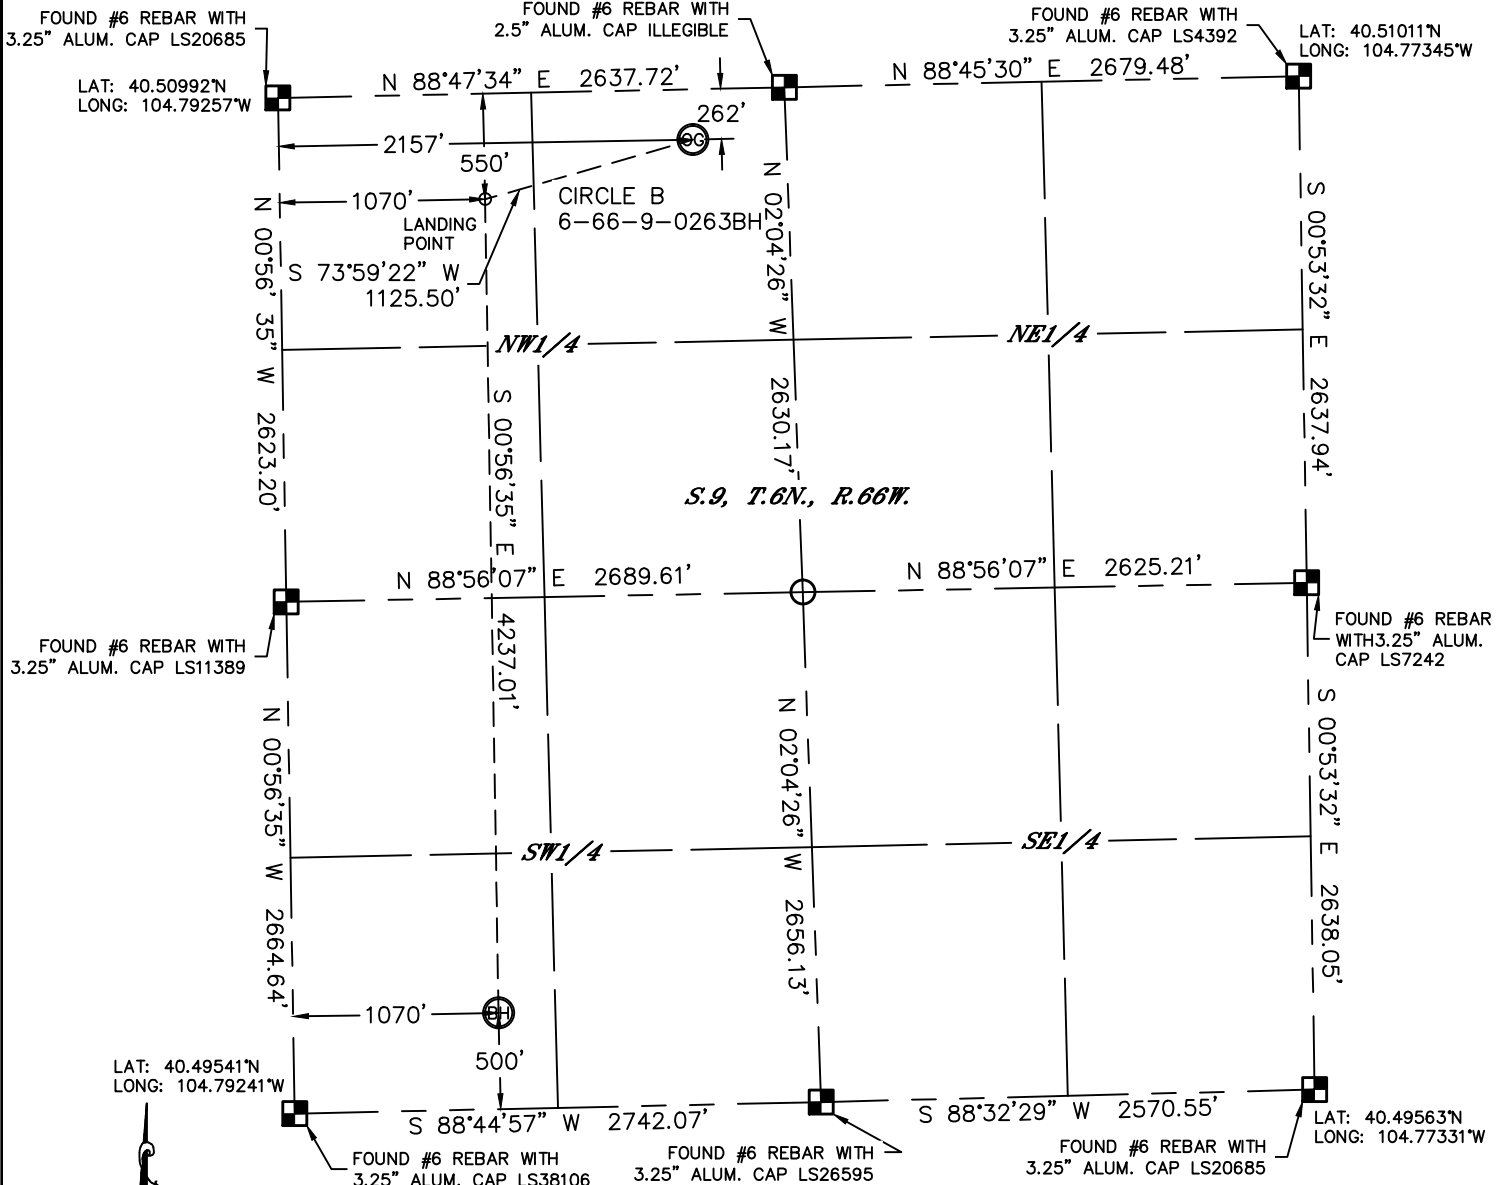 FOUND #6 REBAR WITH
3.25" ALUM. CAP LS20685
FOUND #6 REBAR WITH
2.5" ALUM. CAP ILLEGIBLE
FOUND #6 REBAR WITH
3.25" ALUM. CAP LS4392
LAT: 40.51011°N
LONG: 104.77345°W
LAT: 40.50992°N
LONG: 104.79257°W
N 88°47'34" E 2637.72'
N 88°45'30" E 2679.48'
262'
OG
2157'
550'
1070'
LANDING
POINT
CIRCLE B
6-66-9-0263BH
S 73°59'22" W
1125.50'
N 00°56' 35" W 2623.20'
N 02°04'26" W 2630.17'
S 00°53'32" E 2637.94'
NW1/4
NE1/4
S 00°56'35" E 4237.01'
S.9, T.6N., R.66W.
N 88°56'07" E 2689.61'
N 88°56'07" E 2625.21'
FOUND #6 REBAR WITH
3.25" ALUM. CAP LS11389
FOUND #6 REBAR
WITH3.25" ALUM.
CAP LS7242
N 00°56'35" W 2664.64'
N 02°04'26" W 2656.13'
S 00°53'32" E 2638.05'
SW1/4
SE1/4
1070'
BH
500'
LAT: 40.49541°N
LONG: 104.79241°W
S 88°44'57" W 2742.07'
S 88°32'29" W 2570.55'
LAT: 40.49563°N
LONG: 104.77331°W
FOUND #6 REBAR WITH
3.25" ALUM. CAP LS38106
FOUND #6 REBAR WITH
3.25" ALUM. CAP LS26595
FOUND #6 REBAR WITH
3.25" ALUM. CAP LS20685